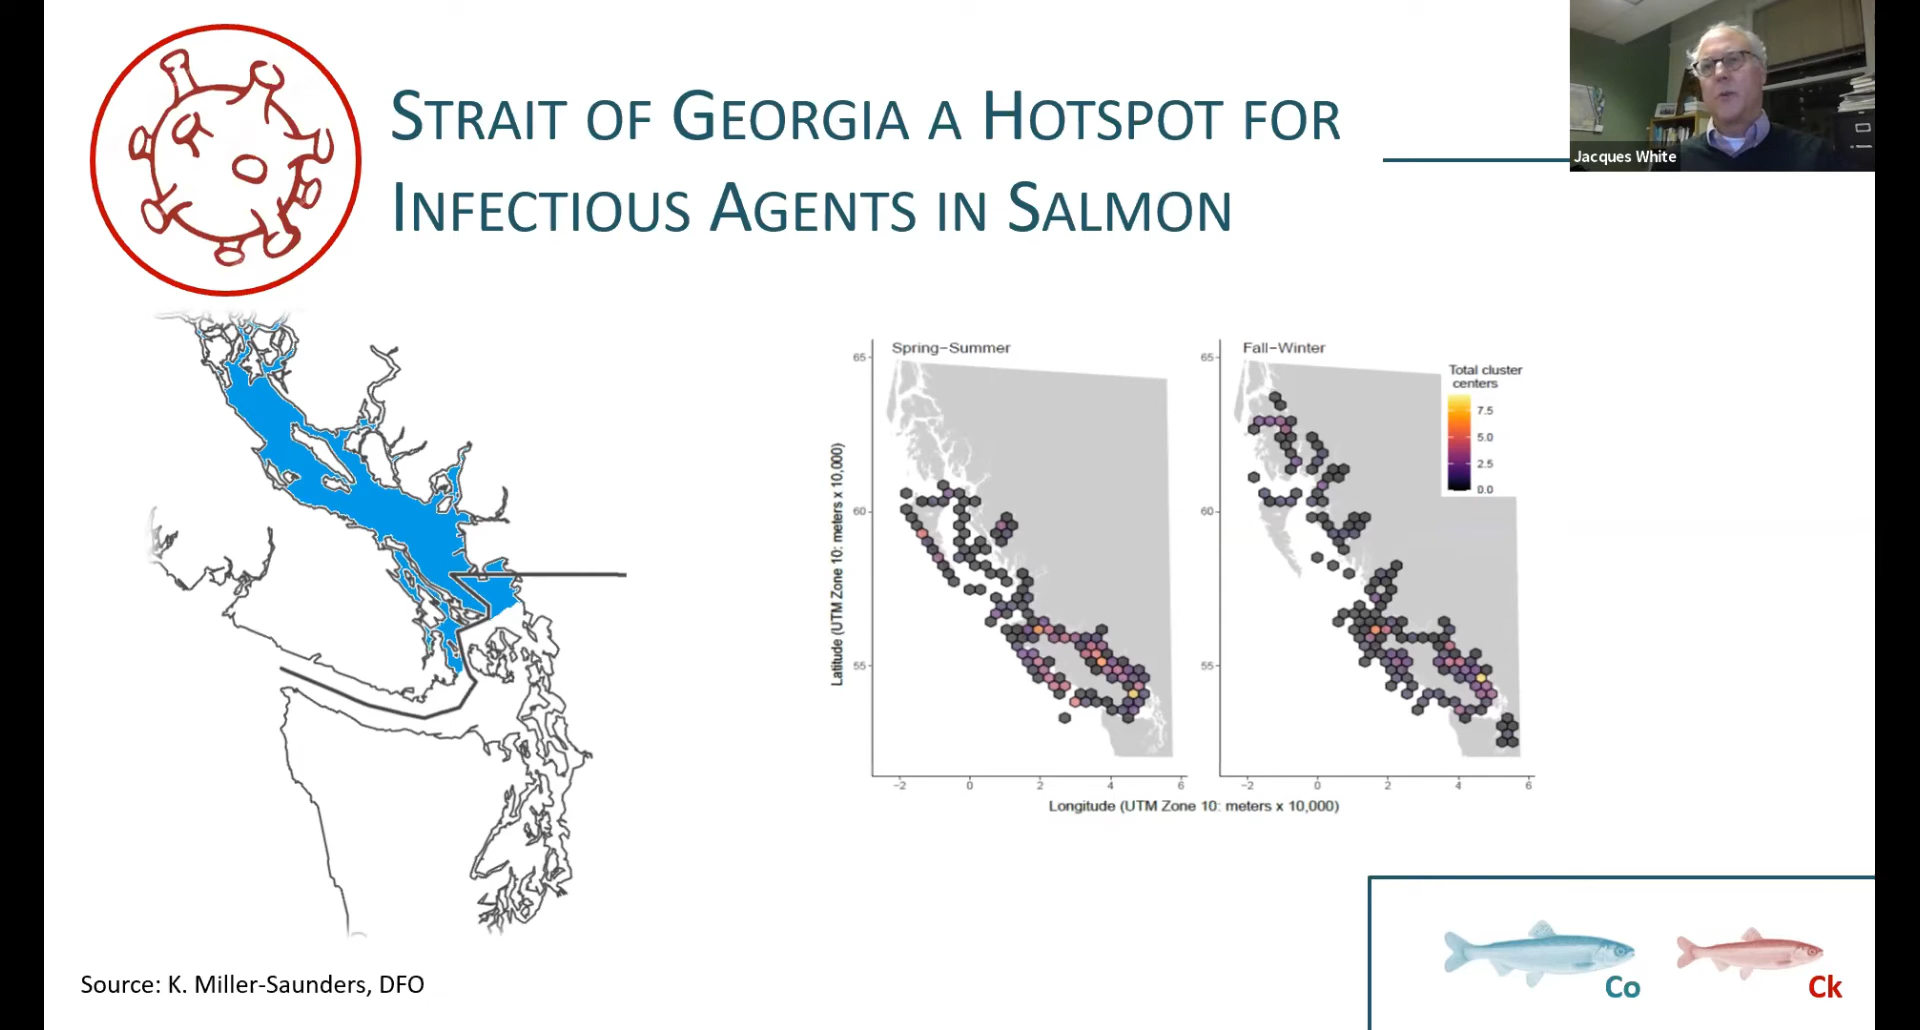 STRAIT OF GEORGIA A HOTSPOT FOR
INFECTIOUS AGENTS IN SALMON
Jacques White
Spring−Summer
Fall−Winter
Total cluster
centers
7.5
5.0
2.5
0.0
65
60
55
65
60
55
Latitude (UTM Zone 10: meters x 10,000)
−2 0 2 4 6
−2 0 2 4 6
Longitude (UTM Zone 10: meters x 10,000)
Source: K. Miller-Saunders, DFO
Co
Ck